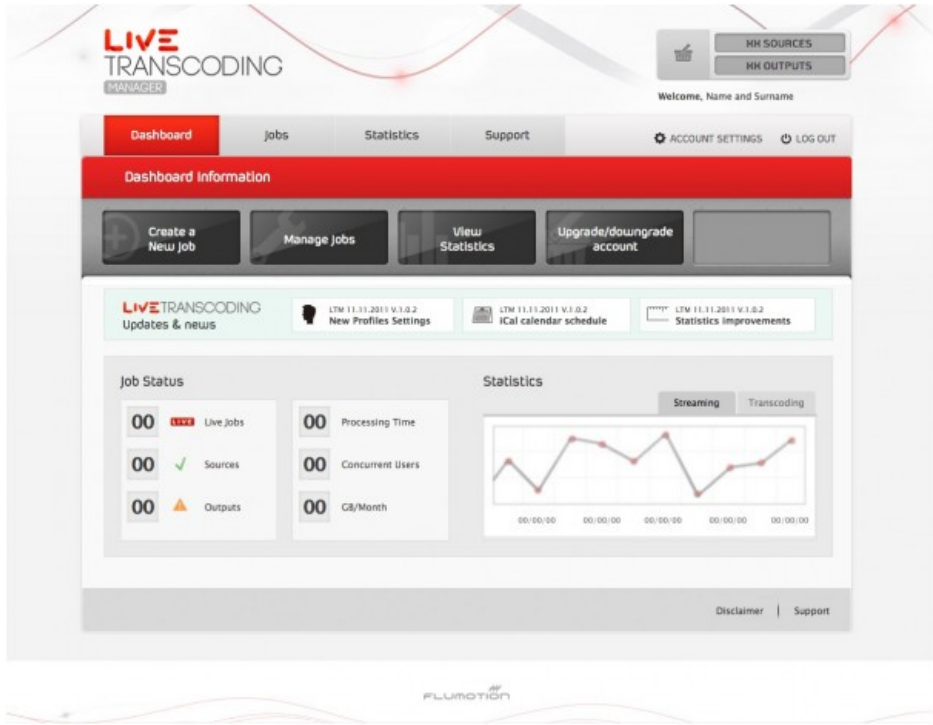 LIVE
TRANSCODING
MANAGER
HH SOURCES
HH OUTPUTS
Welcome, Name and Surname
Dashboard
Jobs
Statistics
Support
ACCOUNT SETTINGS
LOG OUT
Dashboard Information
Create a
New Job
Manage Jobs
View
Statistics
Upgrade/downgrade
account
LIVETRANSCODING
Updates & news
LTM 11.11.2011 V.1.0.2
New Profiles Settings
LTM 11.11.2011 V.1.0.2
iCal calendar schedule
LTM 11.11.2011 V.1.0.2
Statistics improvements
Job Status
00 LIVE Live Jobs
00 Sources
00 Outputs
00 Processing Time
00 Concurrent Users
00 GB/Month
Statistics
Streaming
Transcoding
00/00/00 00/00/00 00/00/00 00/00/00 00/00/00
Disclaimer | Support
FLUMOTION